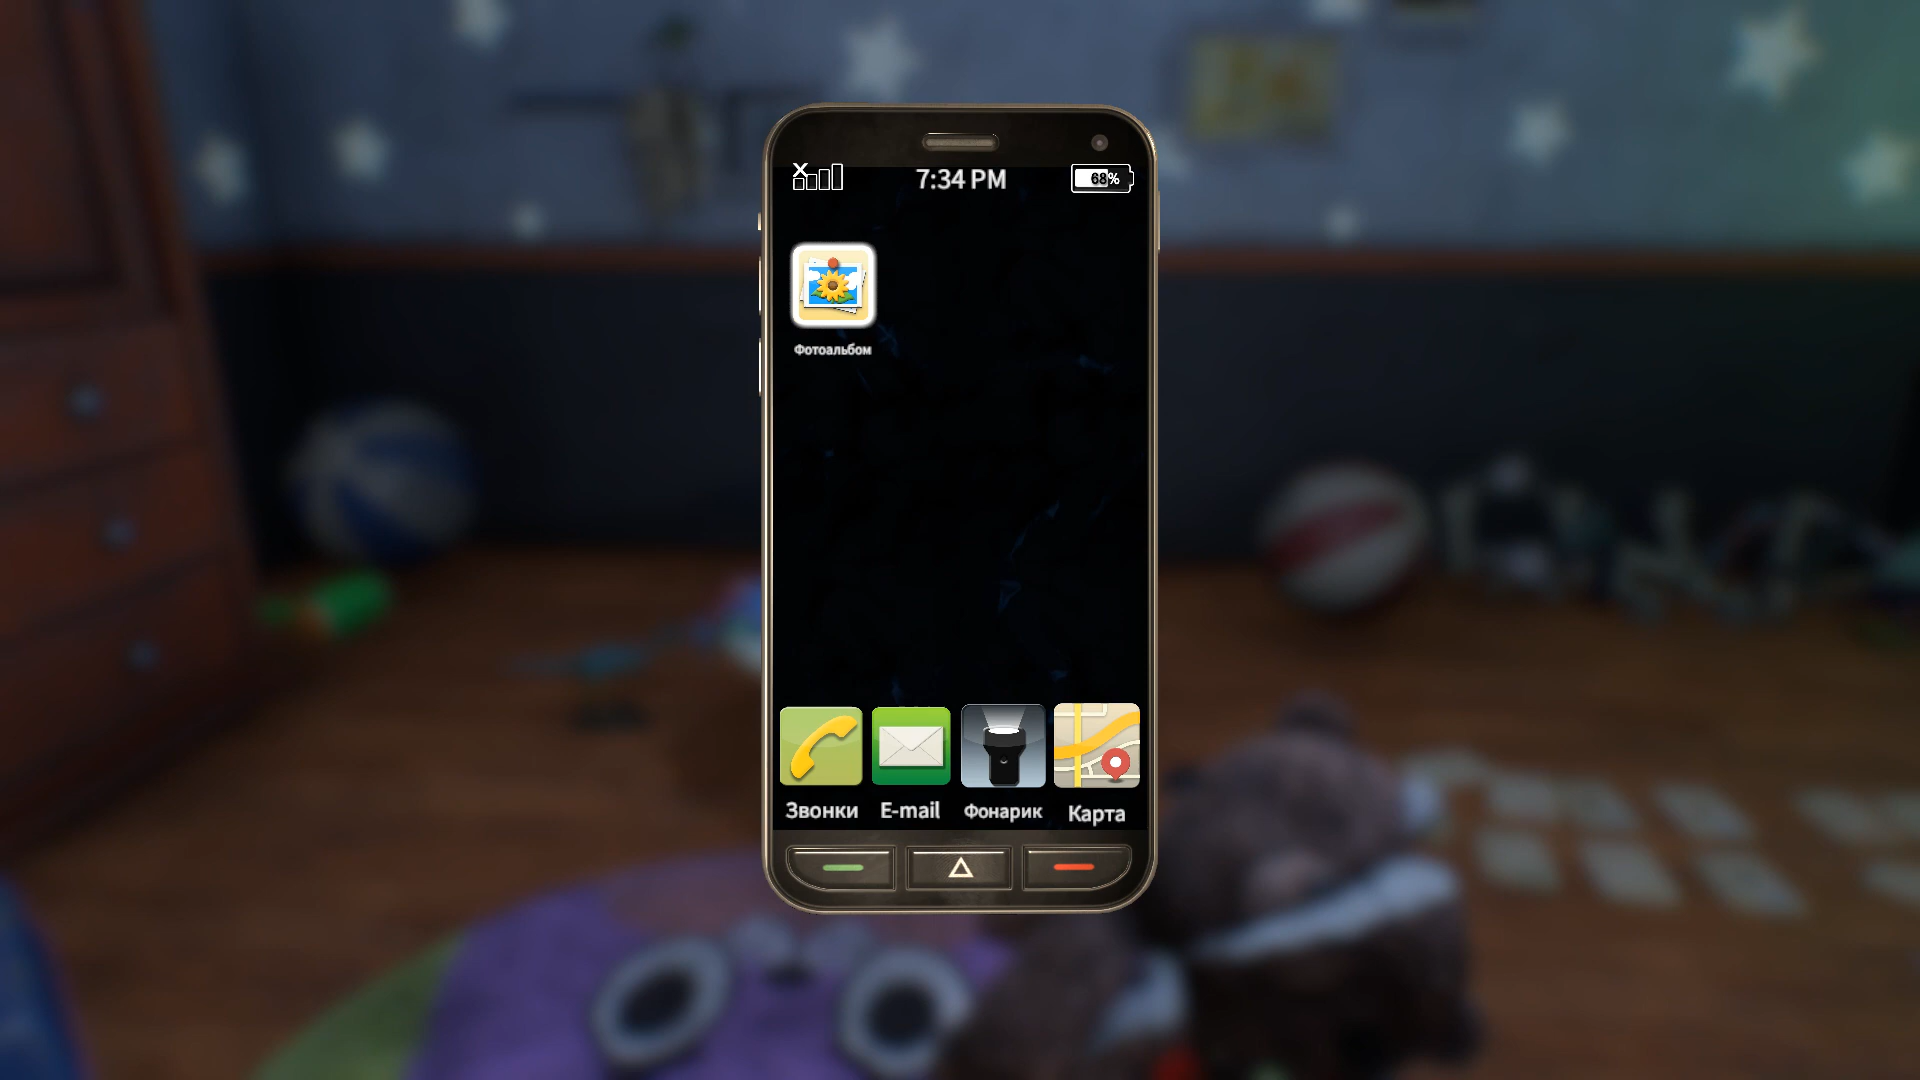 7:34 PM
68%
Фотоальбом
Звонки
E-mail
Фонарик
Карта